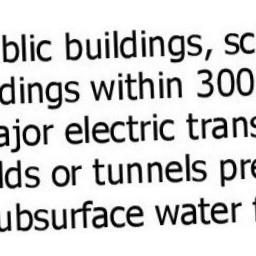 blic buildings, sc
dings within 300
ajor electric trans
lds or tunnels pre
ubsurface water f